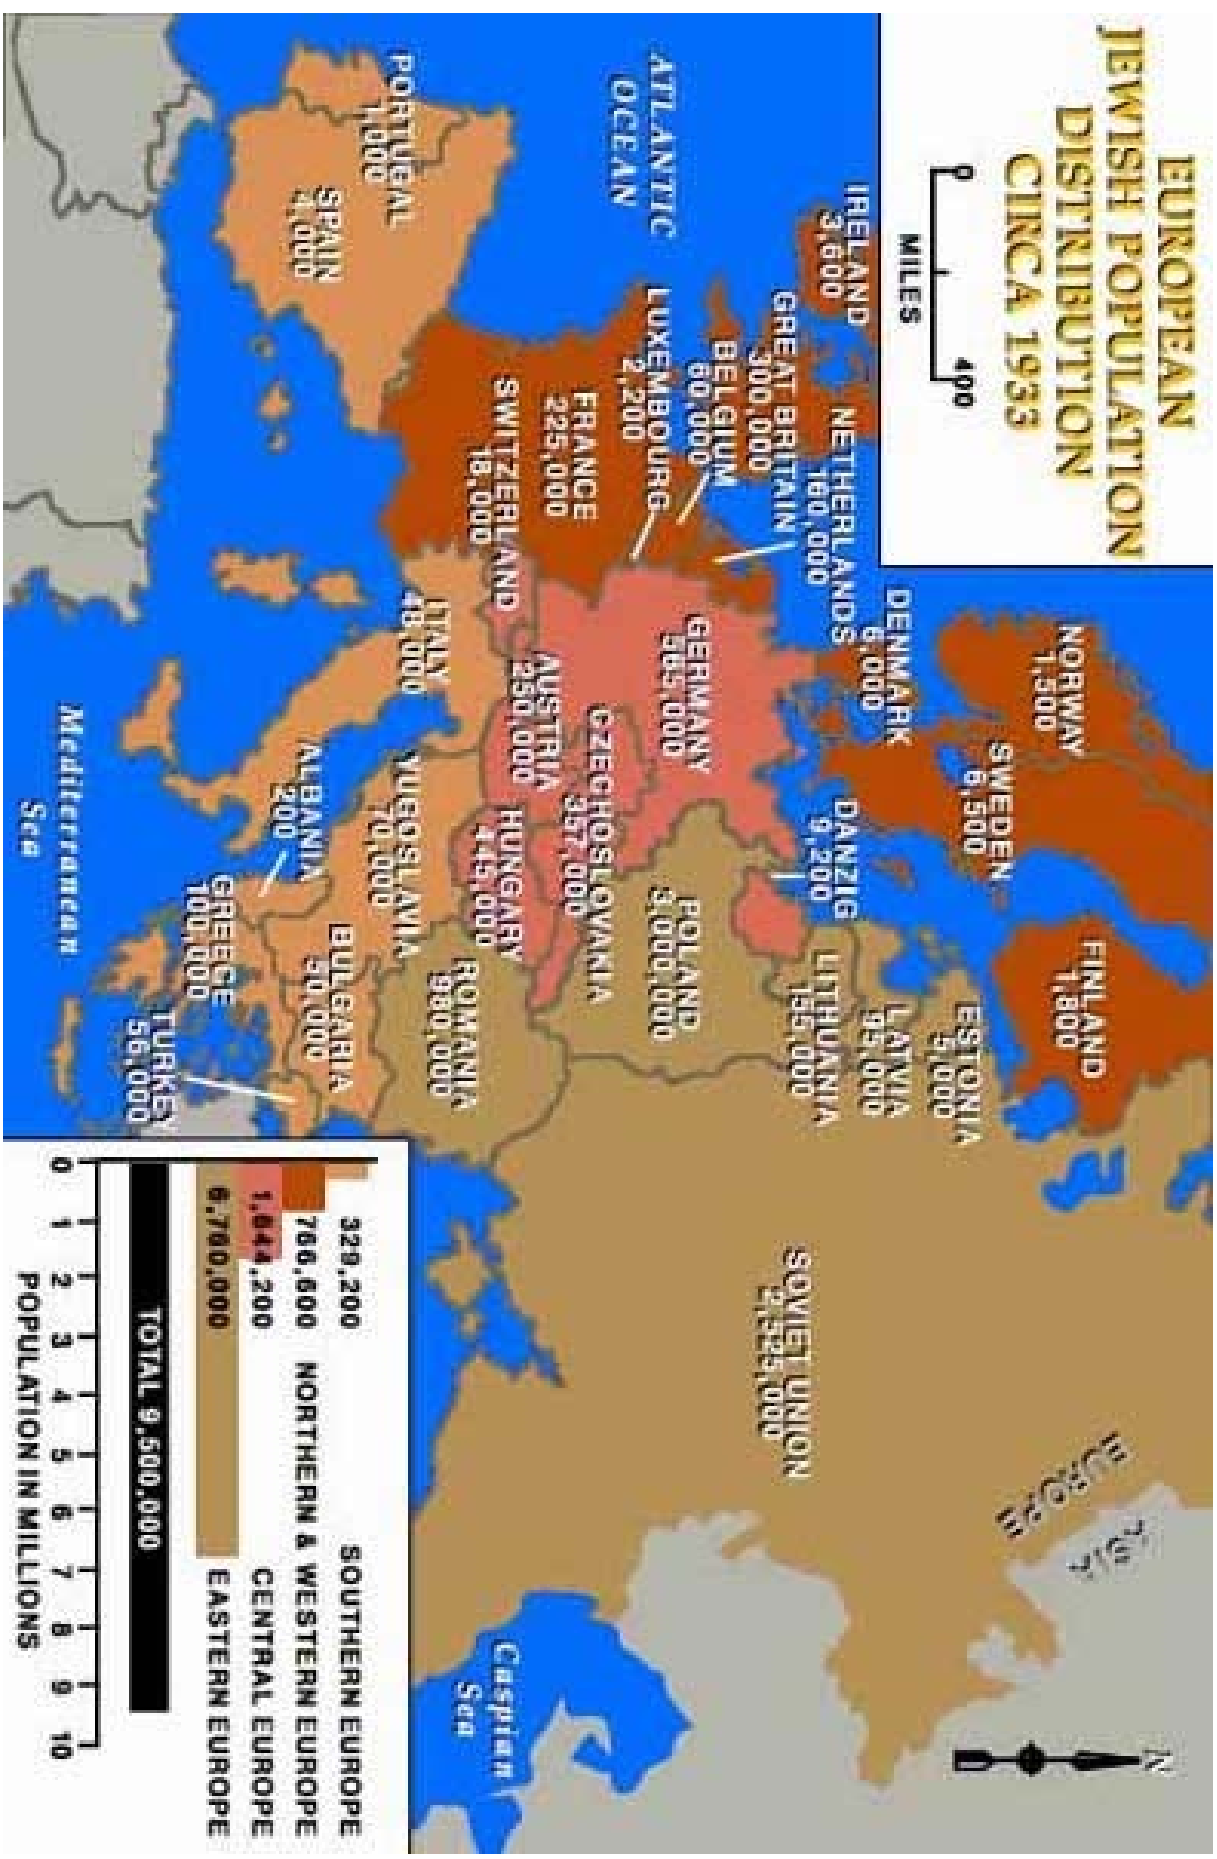 EUROPEAN
JEWISH POPULATION
DISTRIBUTION
CIRCA 1933
0 400
MILES
N
EUROPE
ASIA
NORWAY
1,500
SWEDEN
6,500
FINLAND
1,800
ESTONIA
5,000
LATVIA
95,000
LITHUANIA
155,000
DENMARK
6,000
DANZIG
9,200
IRELAND
3,600
NETHERLANDS
160,000
GREAT BRITAIN
300,000
BELGIUM
60,000
LUXEMBOURG
2,200
ATLANTIC
OCEAN
GERMANY
565,000
POLAND
3,000,000
SOVIET UNION
2,525,000
CZECHOSLOVAKIA
357,000
FRANCE
225,000
SWITZERLAND
18,000
AUSTRIA
250,000
HUNGARY
445,000
ROMANIA
980,000
PORTUGAL
1,000
SPAIN
4,000
ITALY
48,000
YUGOSLAVIA
70,000
BULGARIA
50,000
ALBANIA
200
GREECE
100,000
TURKEY
56,000
Mediterranean
Sea
Caspian
Sea
329,200 SOUTHERN EUROPE
766,600 NORTHERN & WESTERN EUROPE
1,644,200 CENTRAL EUROPE
6,760,000 EASTERN EUROPE
TOTAL 9,500,000
0 1 2 3 4 5 6 7 8 9 10
POPULATION IN MILLIONS